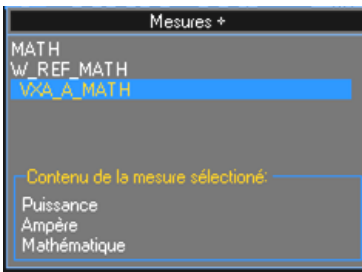 Mesures +
MATH
W_REF_MATH
VXA_A_MATH
Contenu de la mesure sélectioné:
Puissance
Ampère
Mathématique